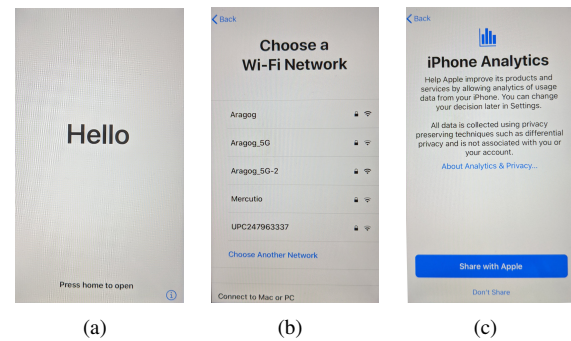 Hello
Press home to open
(a)
Back
Choose a
Wi-Fi Network
Aragog
Aragog_5G
Aragog_5G-2
Mercutio
UPC247963337
Choose Another Network
Connect to Mac or PC
(b)
Back
iPhone Analytics
Help Apple improve its products and
services by allowing analytics of usage
data from your iPhone. You can change
your decision later in Settings.
All data is collected using privacy
preserving techniques such as differential
privacy and is not associated with you or
your account.
About Analytics & Privacy...
Share with Apple
Don't Share
(c)